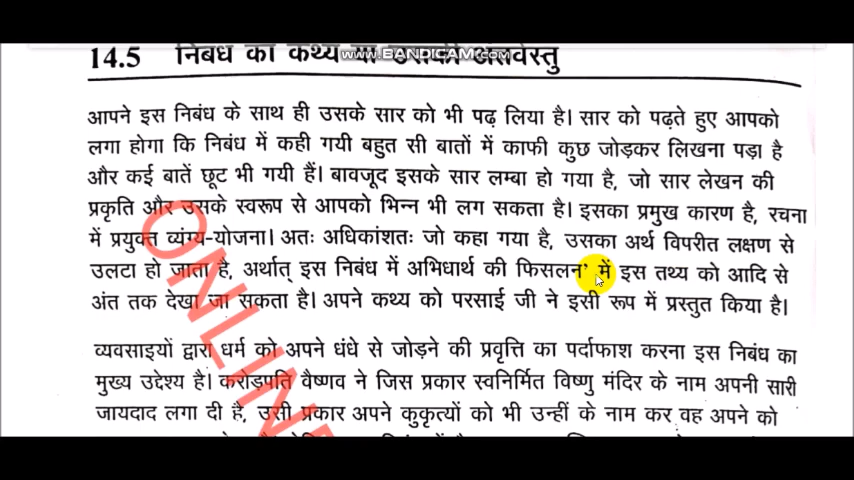 www.BANDICAM.com
14.5 निबंध का कथ्य या उसकी अंतर्वस्तु
आपने इस निबंध के साथ ही उसके सार को भी पढ़ लिया है। सार को पढ़ते हुए आपको
लगा होगा कि निबंध में कही गयी बहुत सी बातों में काफी कुछ जोड़कर लिखना पड़ा है
और कई बातें छूट भी गयी हैं। बावजूद इसके सार लम्बा हो गया है, जो सार लेखन की
प्रकृति और उसके स्वरूप से आपको भिन्न भी लग सकता है। इसका प्रमुख कारण है, रचना
में प्रयुक्त व्यंग्य-योजना। अतः अधिकांशतः जो कहा गया है, उसका अर्थ विपरीत लक्षण से
उलटा हो जाता है, अर्थात् इस निबंध में अभिधार्थ की फिसलन' में इस तथ्य को आदि से
अंत तक देखा जा सकता है। अपने कथ्य को परसाई जी ने इसी रूप में प्रस्तुत किया है।
व्यवसाइयों द्वारा धर्म को अपने धंधे से जोड़ने की प्रवृत्ति का पर्दाफाश करना इस निबंध का
मुख्य उद्देश्य है। करोड़पति वैष्णव ने जिस प्रकार स्वनिर्मित विष्णु मंदिर के नाम अपनी सारी
जायदाद लगा दी है, उसी प्रकार अपने कुकृत्यों को भी उन्हीं के नाम कर वह अपने को
ONLINE